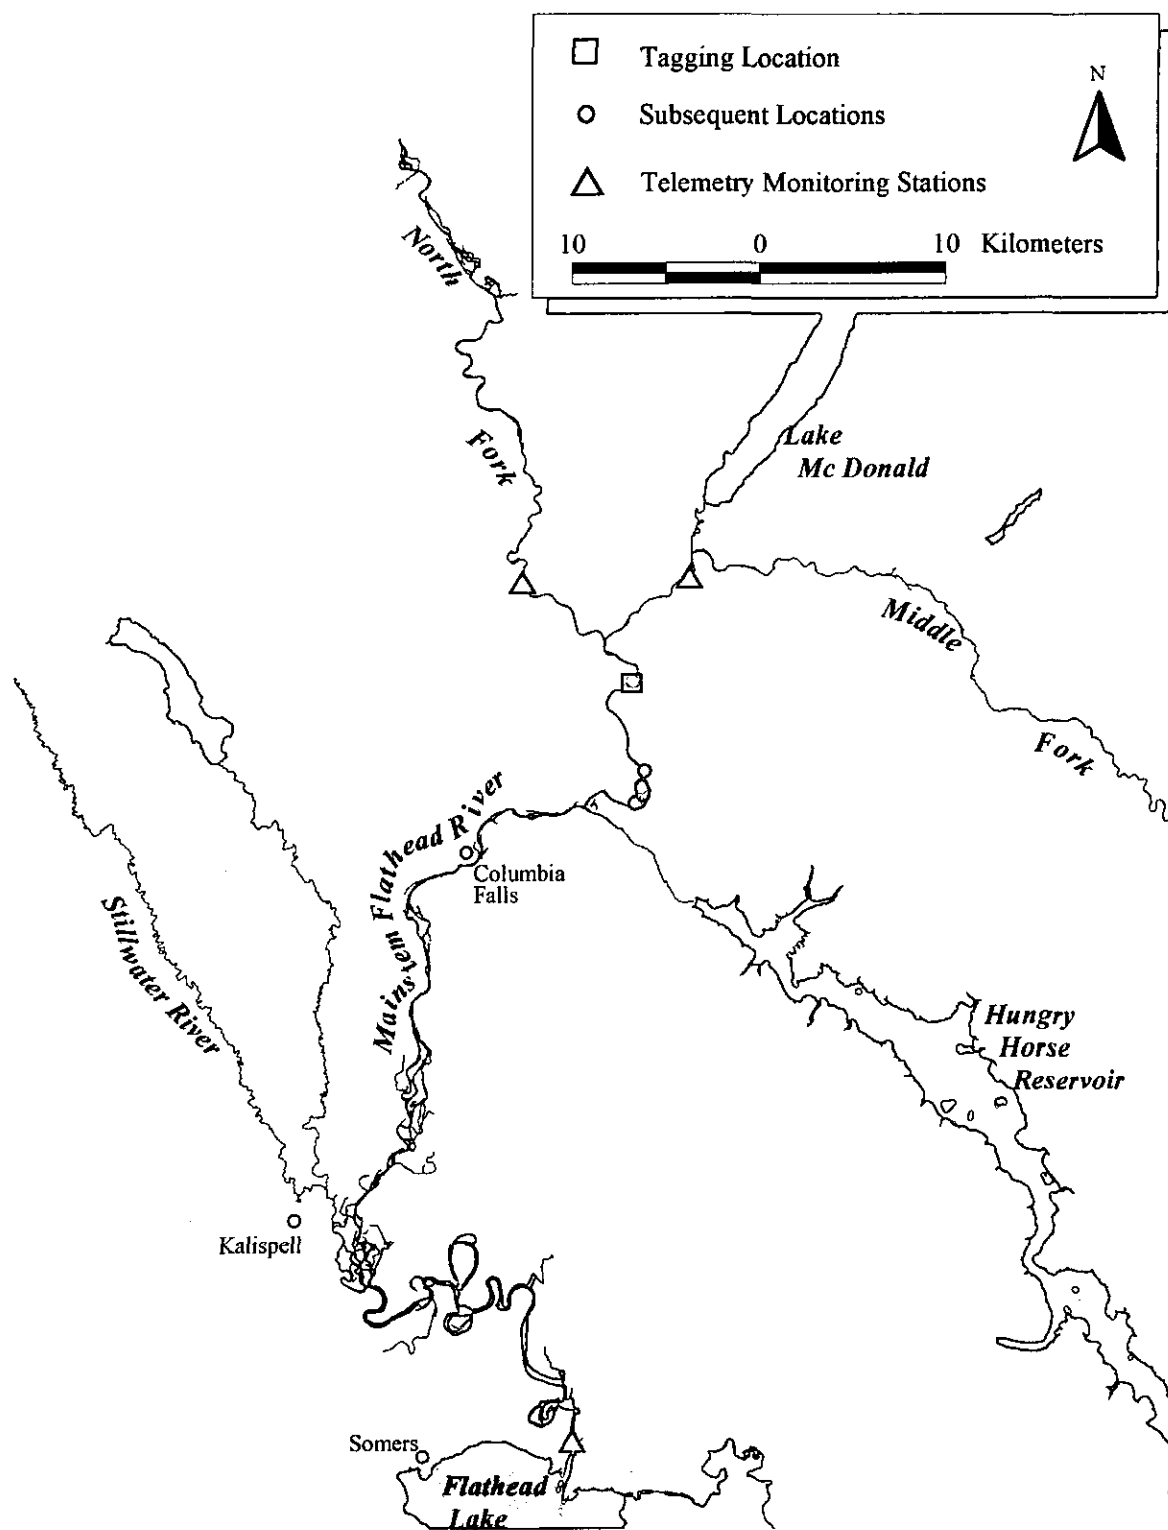 Tagging Location
Subsequent Locations
Telemetry Monitoring Stations
N
10 0 10 Kilometers
North
Fork
Lake
Mc Donald
Middle
Fork
Mainstem Flathead River
Columbia
Falls
Stillwater River
Hungry
Horse
Reservoir
Kalispell
Somers
Flathead
Lake